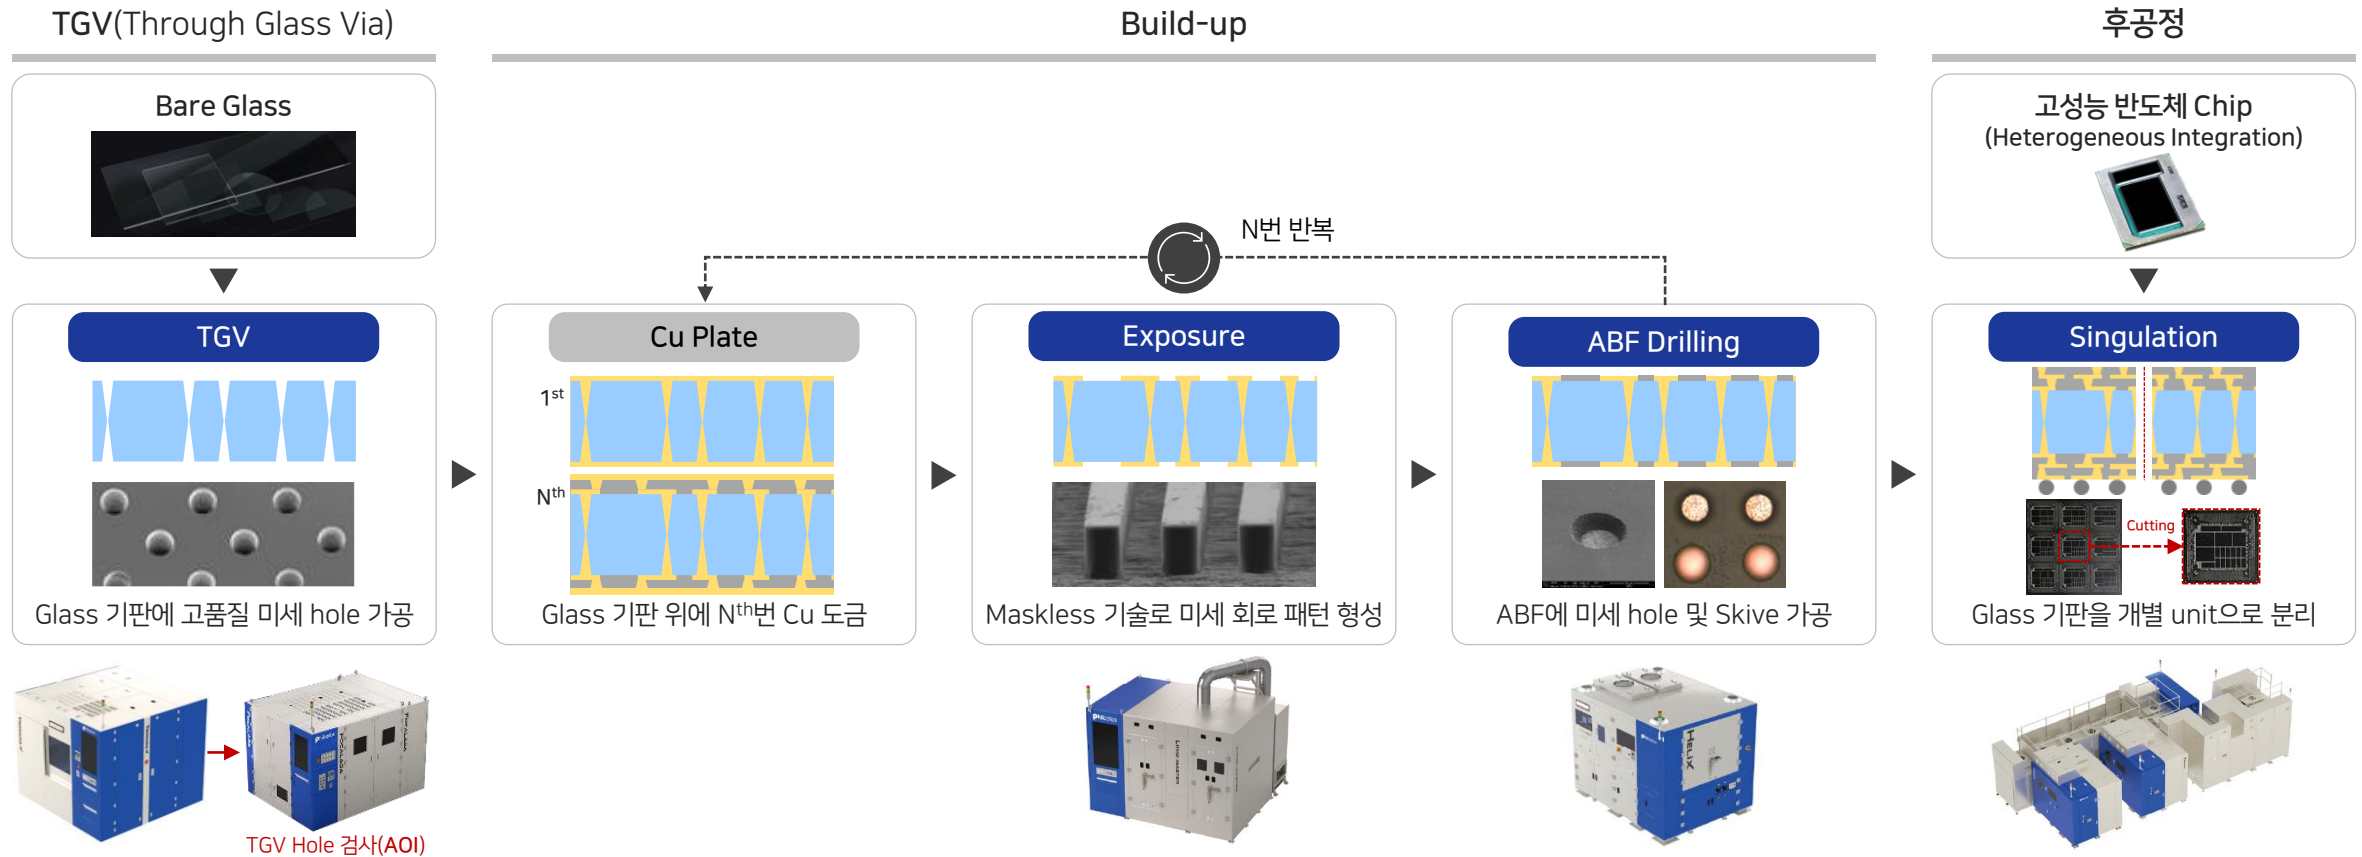 TGV(Through Glass Via)
Build-up
후공정
Bare Glass
고성능 반도체 Chip
(Heterogeneous Integration)
N번 반복
TGV
Cu Plate
Exposure
ABF Drilling
Singulation
1st
Nth
Cutting
Glass 기판에 고품질 미세 hole 가공
Glass 기판 위에 Nth번 Cu 도금
Maskless 기술로 미세 회로 패턴 형성
ABF에 미세 hole 및 Skive 가공
Glass 기판을 개별 unit으로 분리
HELIX
TGV Hole 검사(AOI)